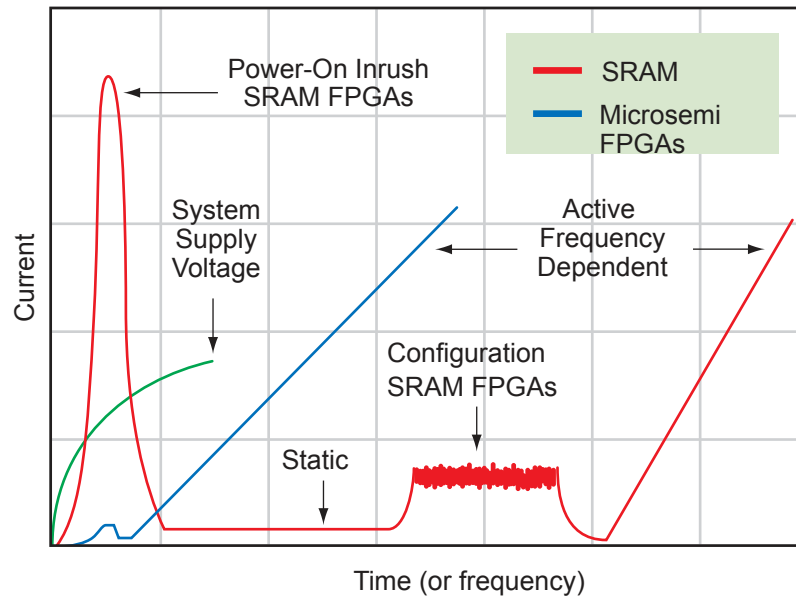 Power-On Inrush
SRAM FPGAs
SRAM
Microsemi
FPGAs
System
Supply
Voltage
Active
Frequency
Dependent
Current
Configuration
SRAM FPGAs
Static
Time (or frequency)